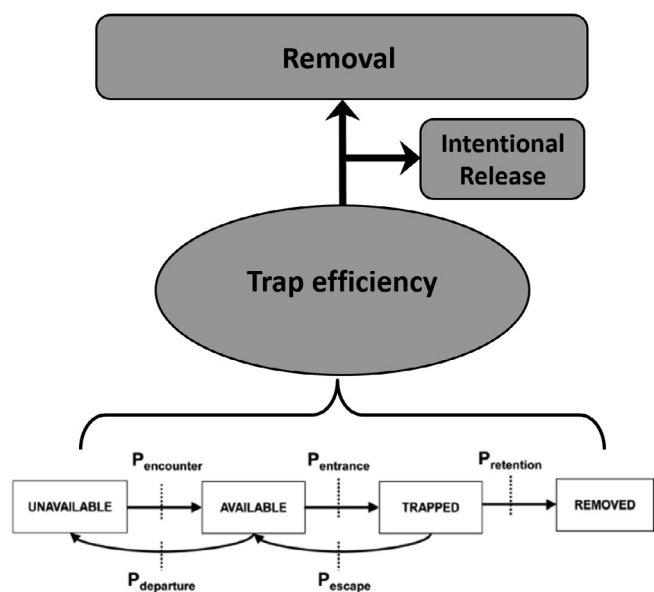 Removal
Intentional
Release
Trap efficiency
Pencounter
Pentrance
Pretention
UNAVAILABLE
AVAILABLE
TRAPPED
REMOVED
Pdeparture
Pescape